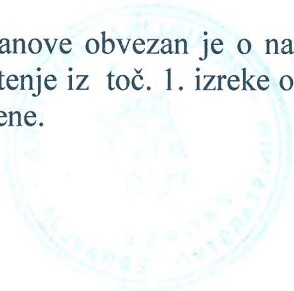 anove obvezan je o na
tenje iz toč. 1. izreke o
ene.